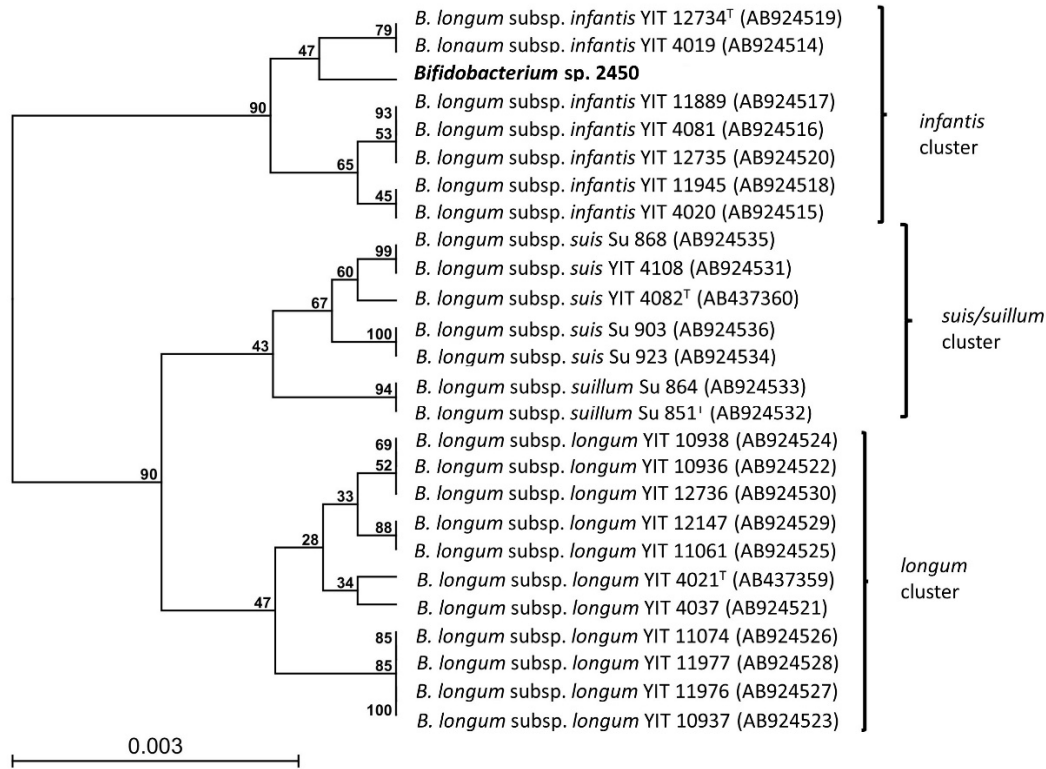 B. longum subsp. infantis YIT 12734ᵀ (AB924519)
79
B. longum subsp. infantis YIT 4019 (AB924514)
47
Bifidobacterium sp. 2450
90
B. longum subsp. infantis YIT 11889 (AB924517)
93
B. longum subsp. infantis YIT 4081 (AB924516)
53
infantis
cluster
B. longum subsp. infantis YIT 12735 (AB924520)
65
B. longum subsp. infantis YIT 11945 (AB924518)
45
B. longum subsp. infantis YIT 4020 (AB924515)
B. longum subsp. suis Su 868 (AB924535)
99
B. longum subsp. suis YIT 4108 (AB924531)
60
B. longum subsp. suis YIT 4082ᵀ (AB437360)
67
suis/suillum
cluster
B. longum subsp. suis Su 903 (AB924536)
100
B. longum subsp. suis Su 923 (AB924534)
43
B. longum subsp. suillum Su 864 (AB924533)
94
B. longum subsp. suillum Su 851ᵀ (AB924532)
B. longum subsp. longum YIT 10938 (AB924524)
69
B. longum subsp. longum YIT 10936 (AB924522)
52
90
B. longum subsp. longum YIT 12736 (AB924530)
33
B. longum subsp. longum YIT 12147 (AB924529)
88
28
B. longum subsp. longum YIT 11061 (AB924525)
longum
cluster
B. longum subsp. longum YIT 4021ᵀ (AB437359)
34
B. longum subsp. longum YIT 4037 (AB924521)
47
B. longum subsp. longum YIT 11074 (AB924526)
85
B. longum subsp. longum YIT 11977 (AB924528)
85
B. longum subsp. longum YIT 11976 (AB924527)
100
B. longum subsp. longum YIT 10937 (AB924523)
0.003